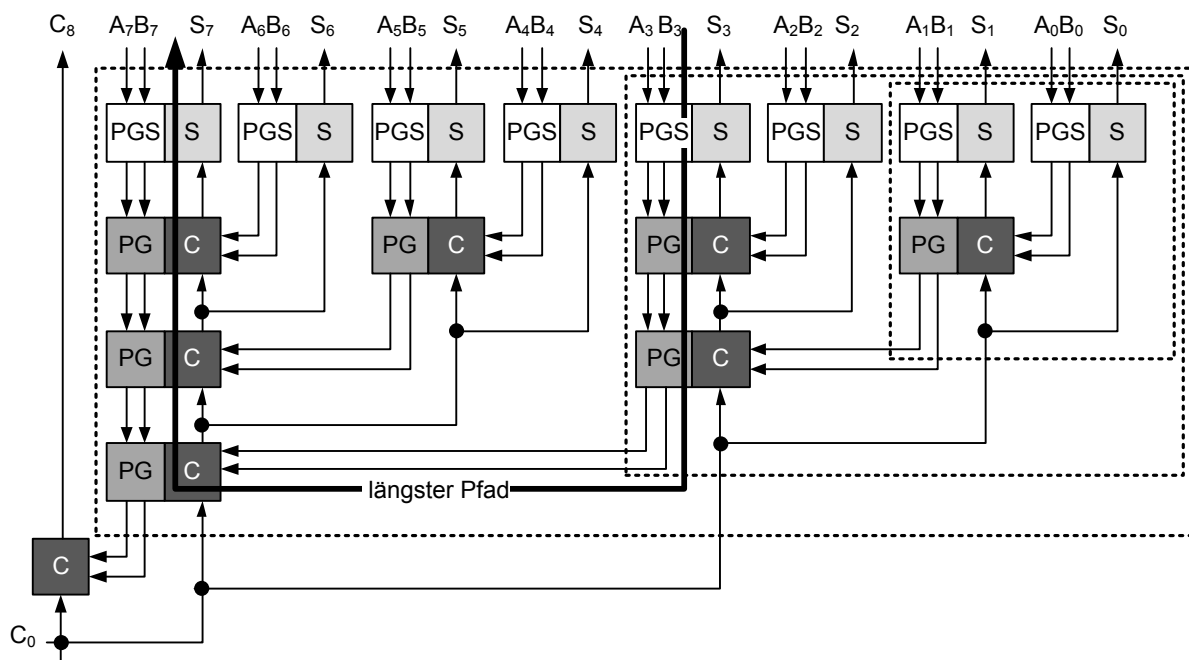 C₈ A₇B₇ S₇ A₆B₆ S₆ A₅B₅ S₅ A₄B₄ S₄ A₃ B₃ S₃ A₂B₂ S₂ A₁B₁ S₁ A₀B₀ S₀
PGS S PGS S PGS S PGS S PGS S PGS S PGS S PGS S
PG C PG C PG C PG C
PG C PG C
PG C
längster Pfad
C
C₀